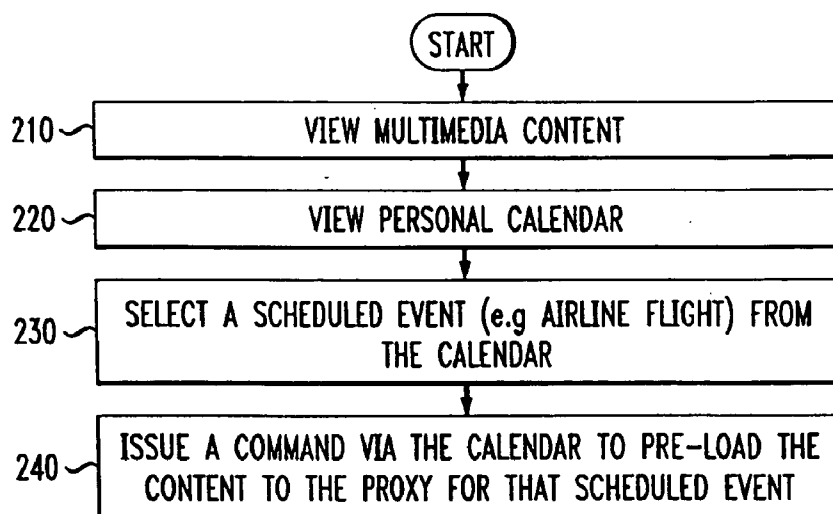 START
210
VIEW MULTIMEDIA CONTENT
220
VIEW PERSONAL CALENDAR
230
SELECT A SCHEDULED EVENT (e.g AIRLINE FLIGHT) FROM
THE CALENDAR
240
ISSUE A COMMAND VIA THE CALENDAR TO PRE-LOAD THE
CONTENT TO THE PROXY FOR THAT SCHEDULED EVENT